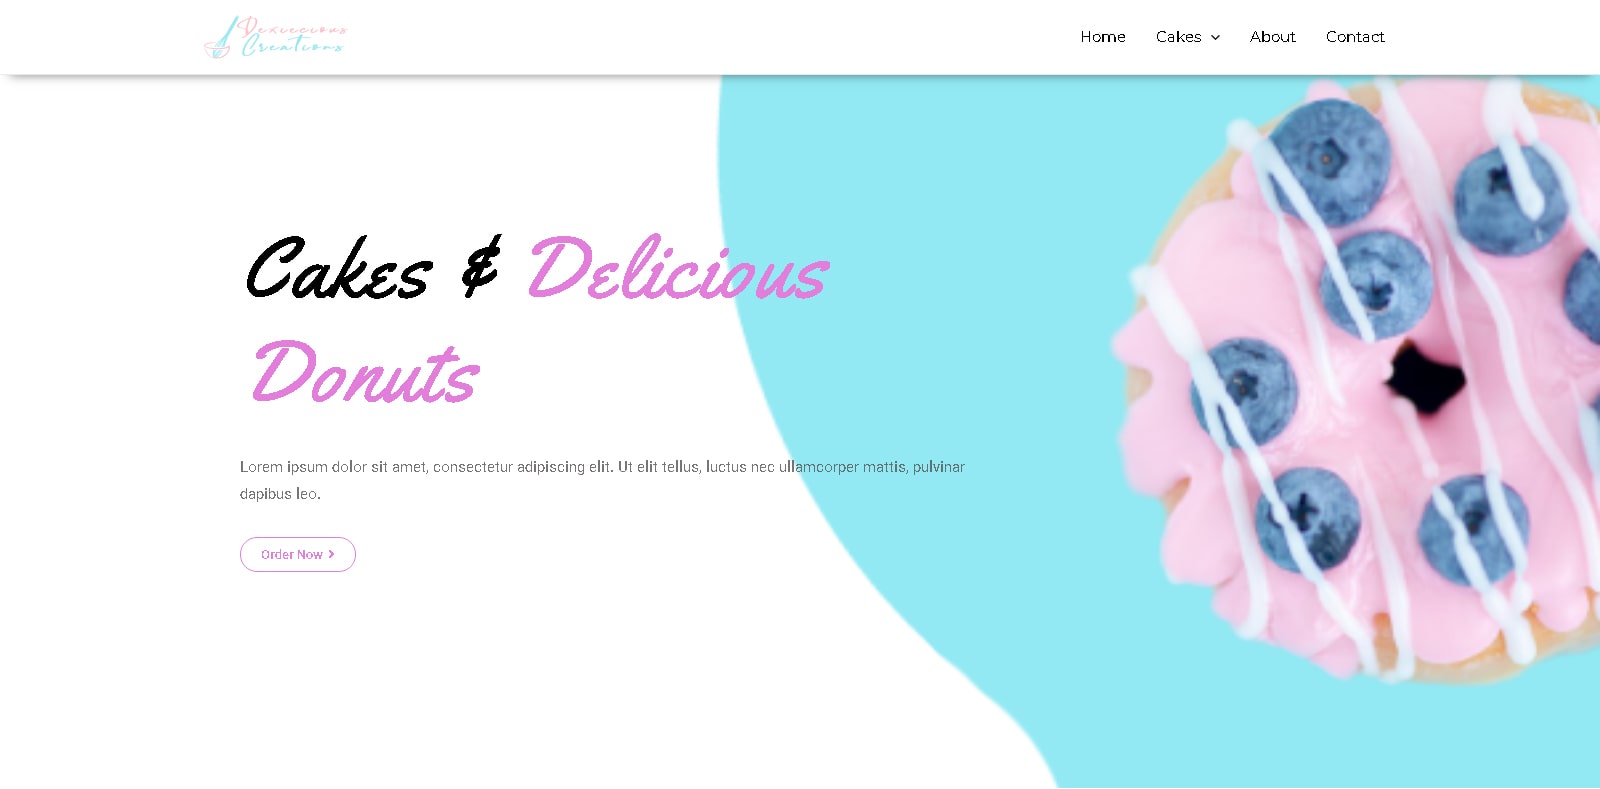 Dexiecious
Creations
Home
Cakes
About
Contact
Cakes & Delicious
Donuts
Lorem ipsum dolor sit amet, consectetur adipiscing elit. Ut elit tellus, luctus nec ullamcorper mattis, pulvinar
dapibus leo.
Order Now